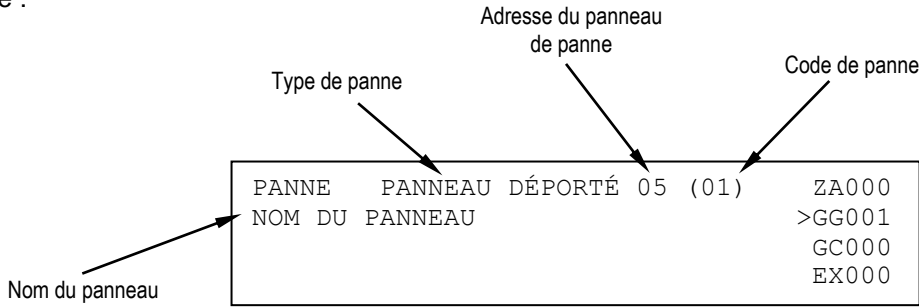 e :
Adresse du panneau
de panne
Code de panne
Type de panne
PANNE PANNEAU DÉPORTÉ 05 (01) ZA000
NOM DU PANNEAU >GG001
GC000
EX000
Nom du panneau